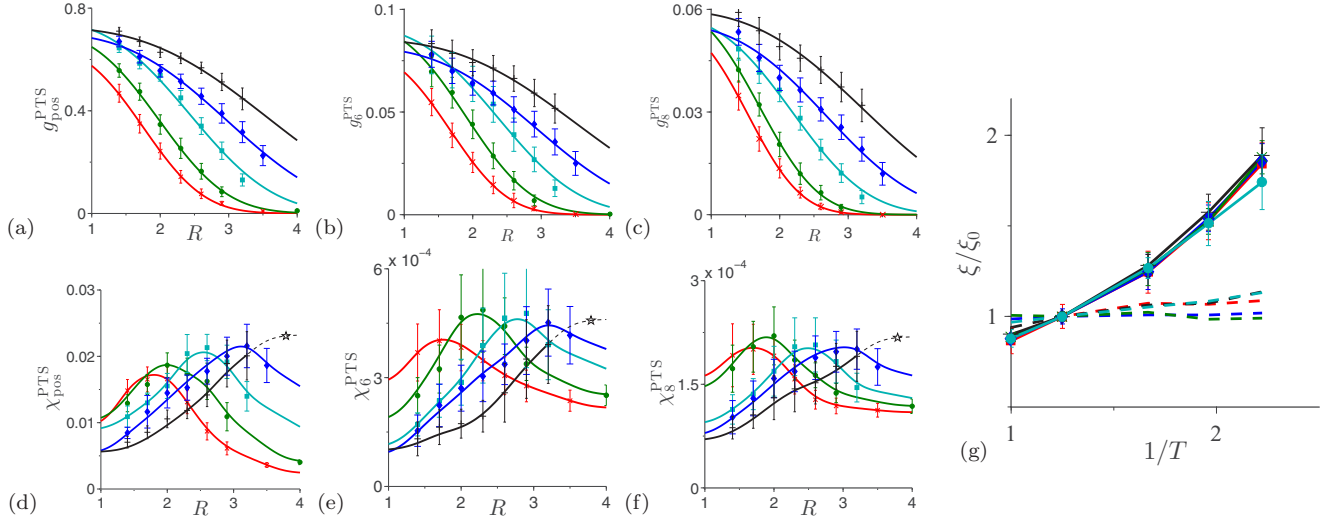 0.8
0.4
0
g_pos^PTS
1 2 3 4
R
(a)
0.1
0.05
0
g_6^PTS
1 2 3 4
R
(b)
0.06
0.03
0
g_8^PTS
1 2 3 4
R
(c)
0.03
0.02
0.01
0
χ_pos^PTS
1 2 3 4
R
(d)
6 × 10^-4
3
0
χ_6^PTS
1 2 3 4
R
(e)
3 × 10^-4
1.5
0
χ_8^PTS
1 2 3 4
R
(f)
2
1
ξ/ξ_0
1 2
1/T
(g)